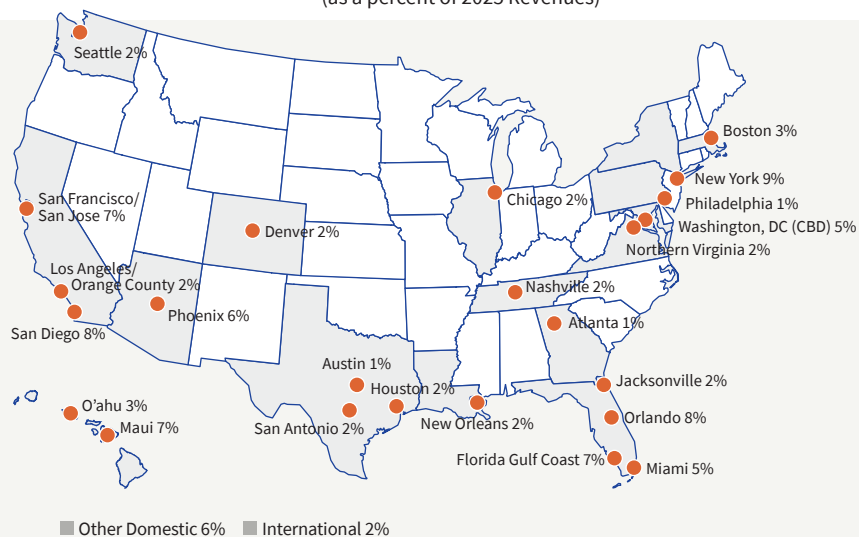 (as a percent of 2023 Revenues)
Seattle 2%
Boston 3%
New York 9%
Philadelphia 1%
Washington, DC (CBD) 5%
Northern Virginia 2%
Chicago 2%
San Francisco/
San Jose 7%
Denver 2%
Los Angeles/
Orange County 2%
Phoenix 6%
San Diego 8%
Nashville 2%
Atlanta 1%
Austin 1%
Houston 2%
San Antonio 2%
New Orleans 2%
Jacksonville 2%
Orlando 8%
Florida Gulf Coast 7%
Miami 5%
O'ahu 3%
Maui 7%
Other Domestic 6%
International 2%